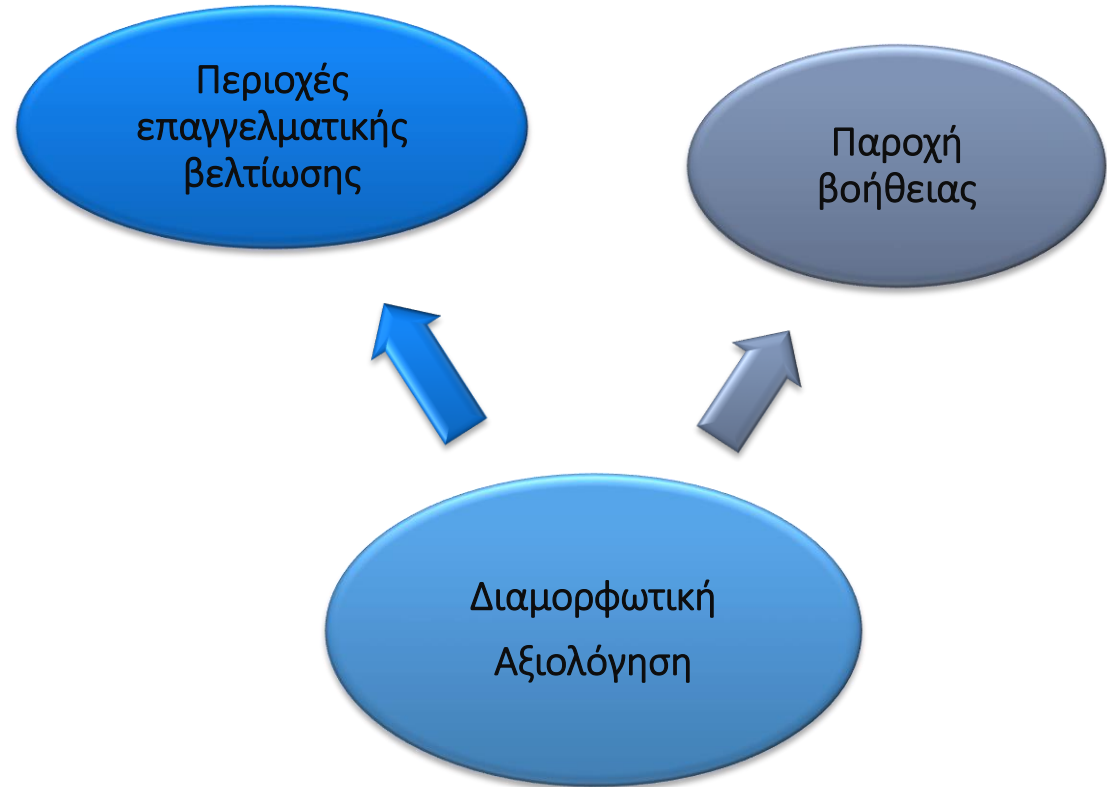 Περιοχές
επαγγελματικής
βελτίωσης
Παροχή
βοήθειας
Διαμορφωτική
Αξιολόγηση